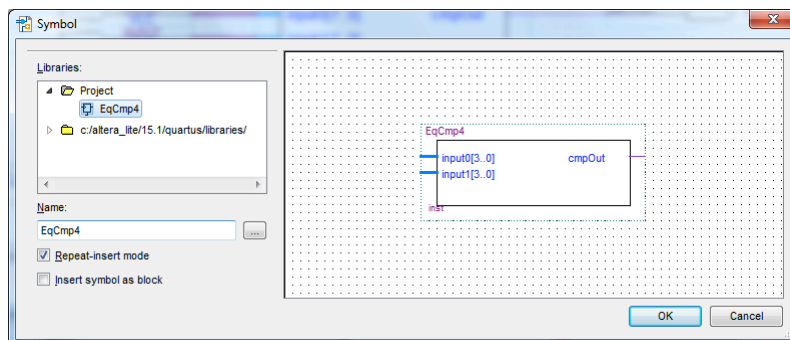 Symbol
Libraries:
Project
EqCmp4
c:/altera_lite/15.1/quartus/libraries/
Name:
EqCmp4
...
Repeat-insert mode
Insert symbol as block
EqCmp4
input0[3..0] cmpOut
input1[3..0]
inst
OK Cancel